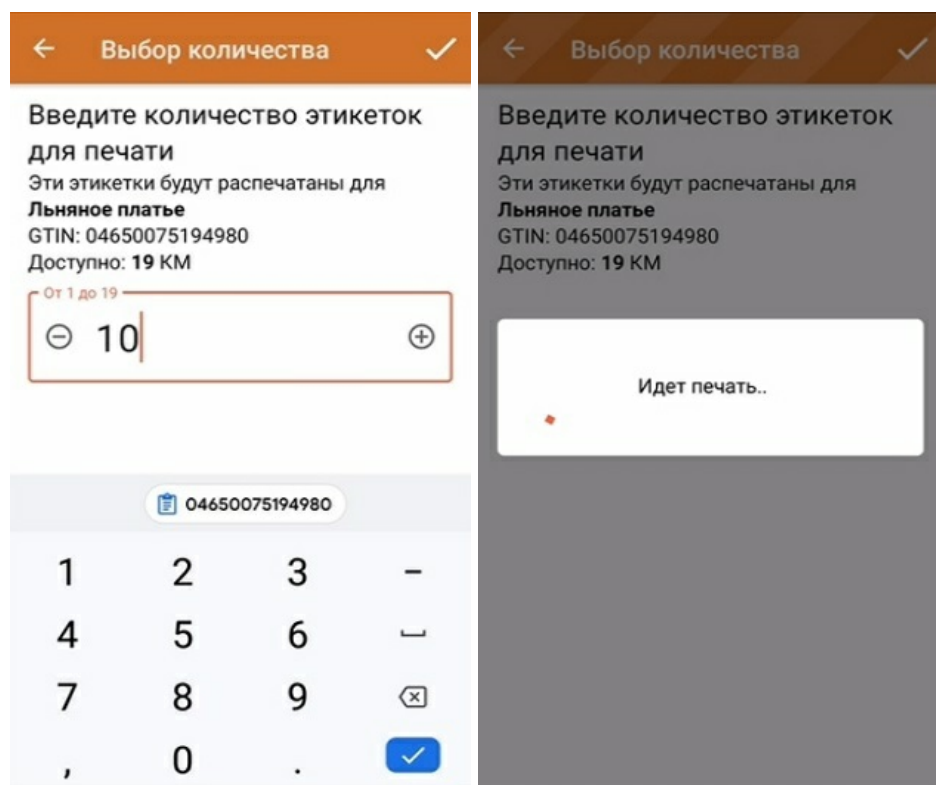 Выбор количества
Введите количество этикеток
для печати
Эти этикетки будут распечатаны для
Льняное платье
GTIN: 04650075194980
Доступно: 19 КМ
От 1 до 19
10
04650075194980
1 2 3 -
4 5 6
7 8 9
, 0 .
Выбор количества
Введите количество этикеток
для печати
Эти этикетки будут распечатаны для
Льняное платье
GTIN: 04650075194980
Доступно: 19 КМ
Идет печать..